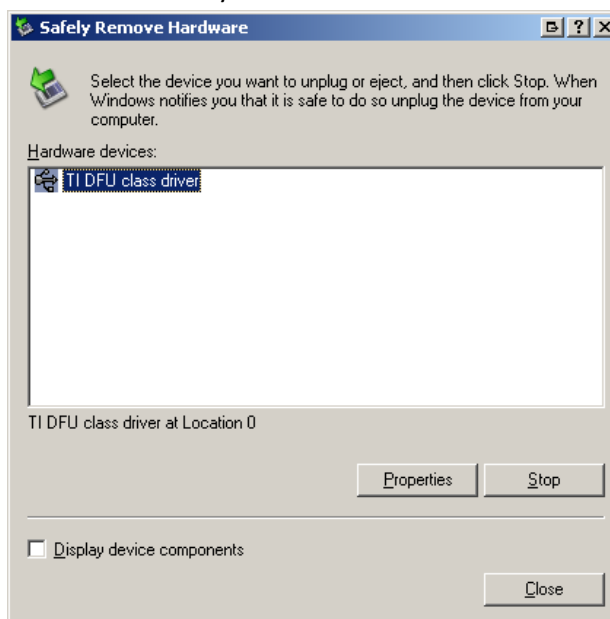 Safely Remove Hardware
Select the device you want to unplug or eject, and then click Stop. When
Windows notifies you that it is safe to do so unplug the device from your
computer.
Hardware devices:
TI DFU class driver
TI DFU class driver at Location 0
Properties
Stop
Display device components
Close